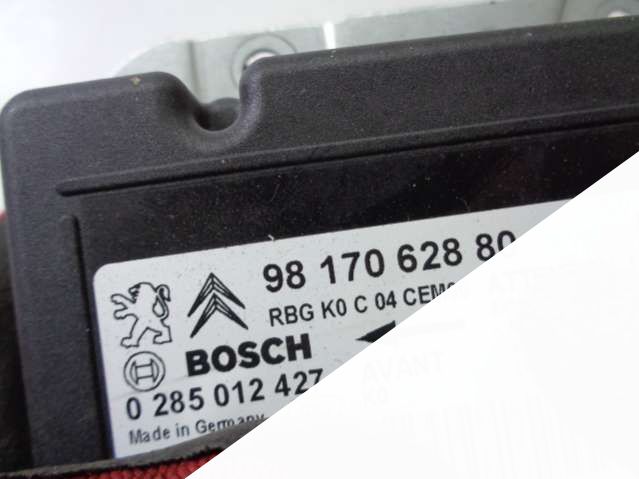 98 170 628 80
RBG K0 C 04
BOSCH
AVANT
0 285 012 427
Made in Germany